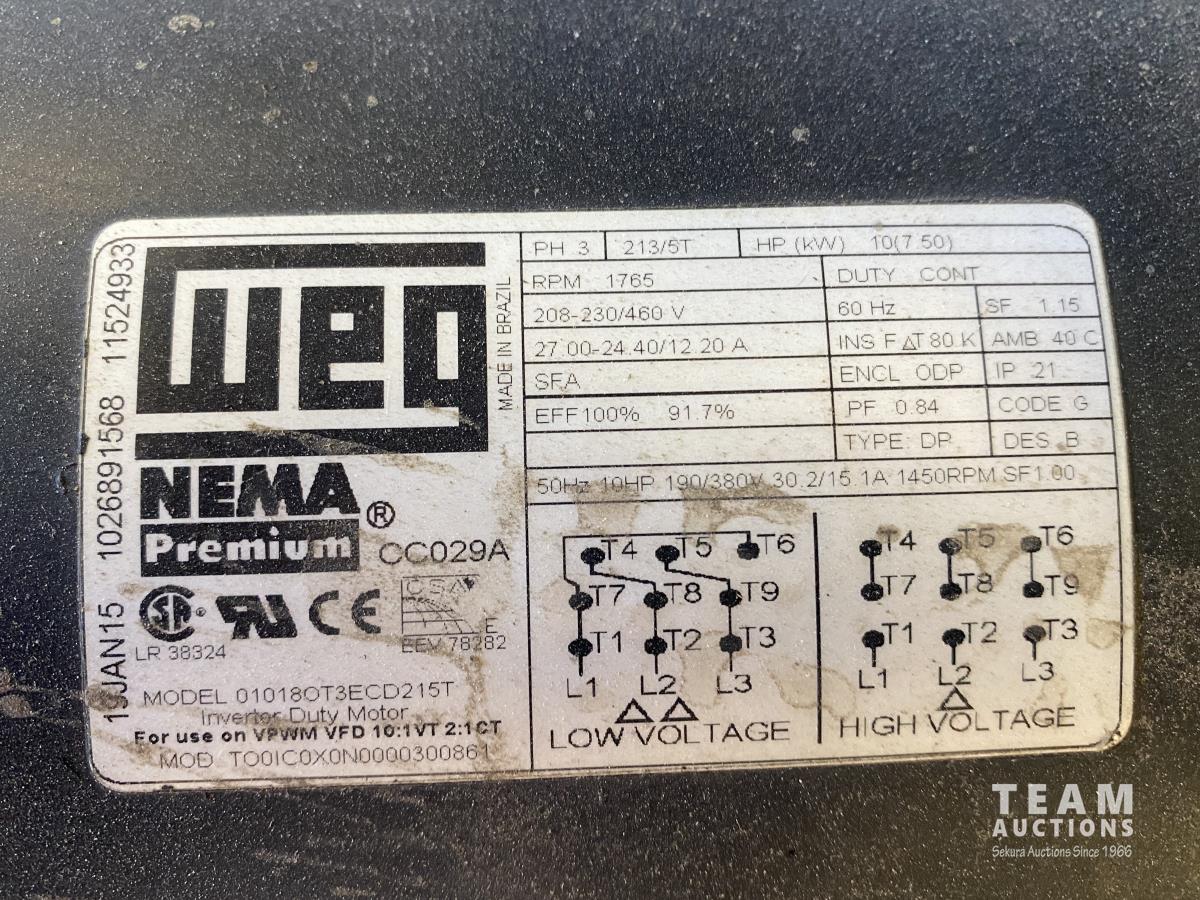 19JAN15 1026891568 11524933
weg
MADE IN BRAZIL
NEMA
Premium ® CC029A
LR 38324
CSA E
EEV 78282
MODEL 01018OT3ECD215T
Inverter Duty Motor
For use on VPWM VFD 10:1VT 2:1CT
MOD TO0IC0X0N0000300861
PH 3 213/5T HP (kW) 10(7.50)
RPM 1765 DUTY CONT
208-230/460 V 60 Hz SF 1.15
27.00-24.40/12.20 A INS F ΔT 80 K AMB 40 C
SFA ENCL ODP IP 21
EFF100% 91.7% PF 0.84 CODE G
TYPE: DP DES B
50Hz 10HP 190/380V 30.2/15.1A 1450RPM SF1.00
T4 T5 T6
T7 T8 T9
T1 T2 T3
L1 L2 L3
LOW VOLTAGE
T4 T5 T6
T7 T8 T9
T1 T2 T3
L1 L2 L3
HIGH VOLTAGE
TEAM
AUCTIONS
Sekura Auctions Since 1966